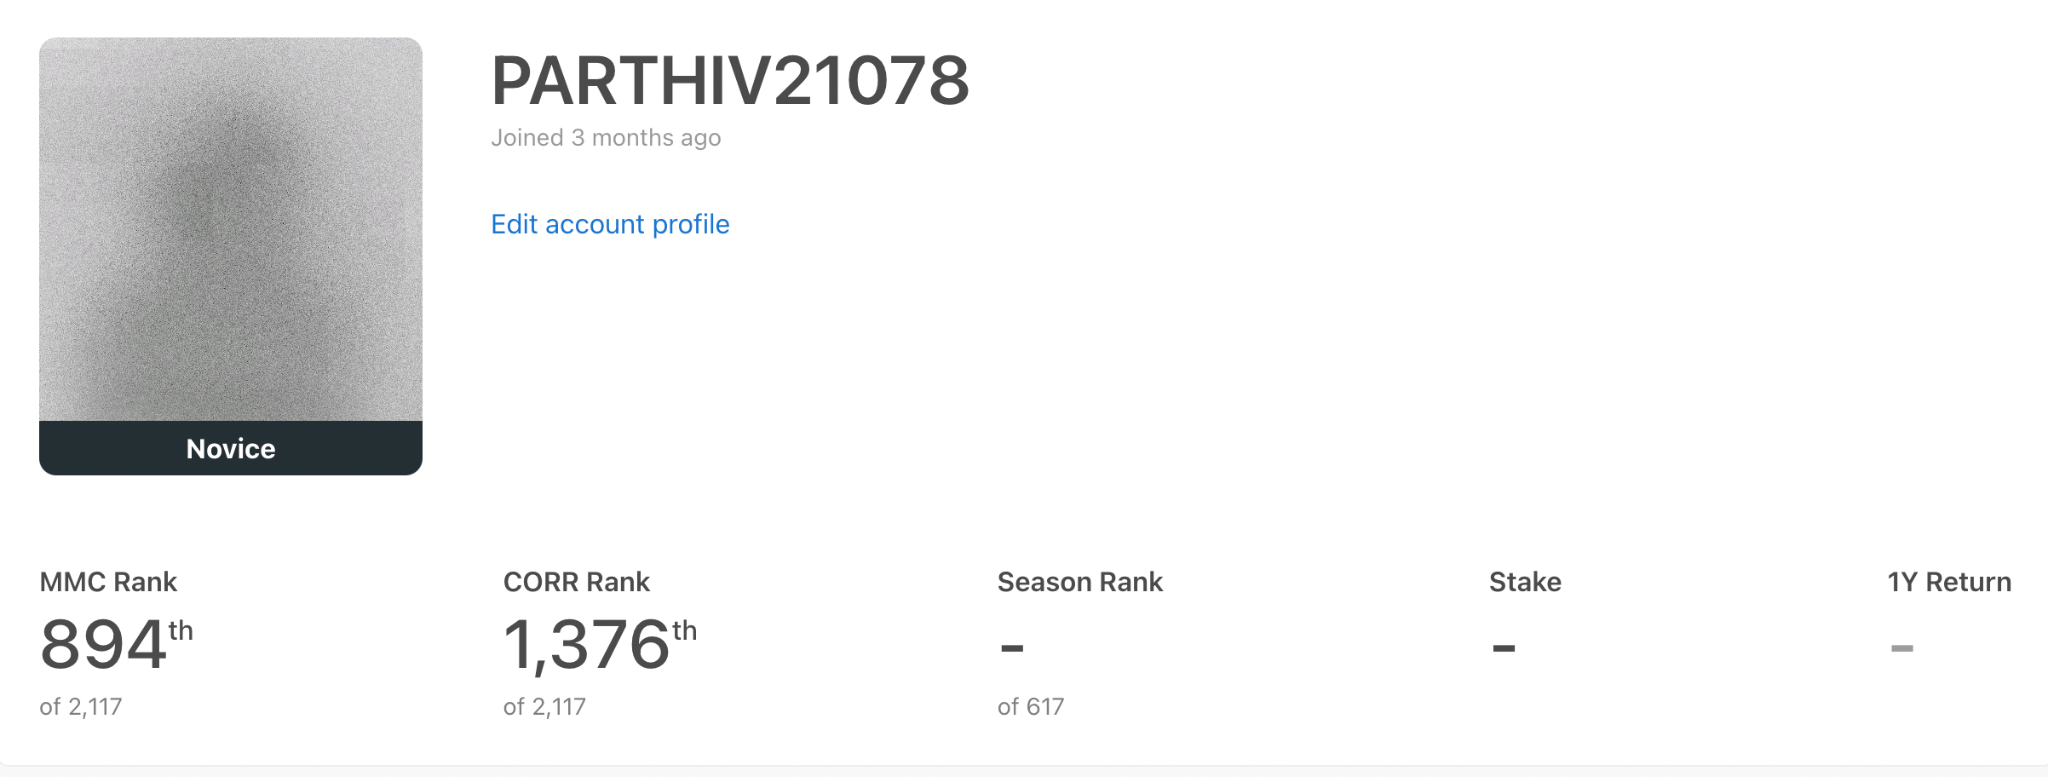 PARTHIV21078
Joined 3 months ago
Edit account profile
Novice
MMC Rank
894th
of 2,117
CORR Rank
1,376th
of 2,117
Season Rank
-
of 617
Stake
-
1Y Return
-